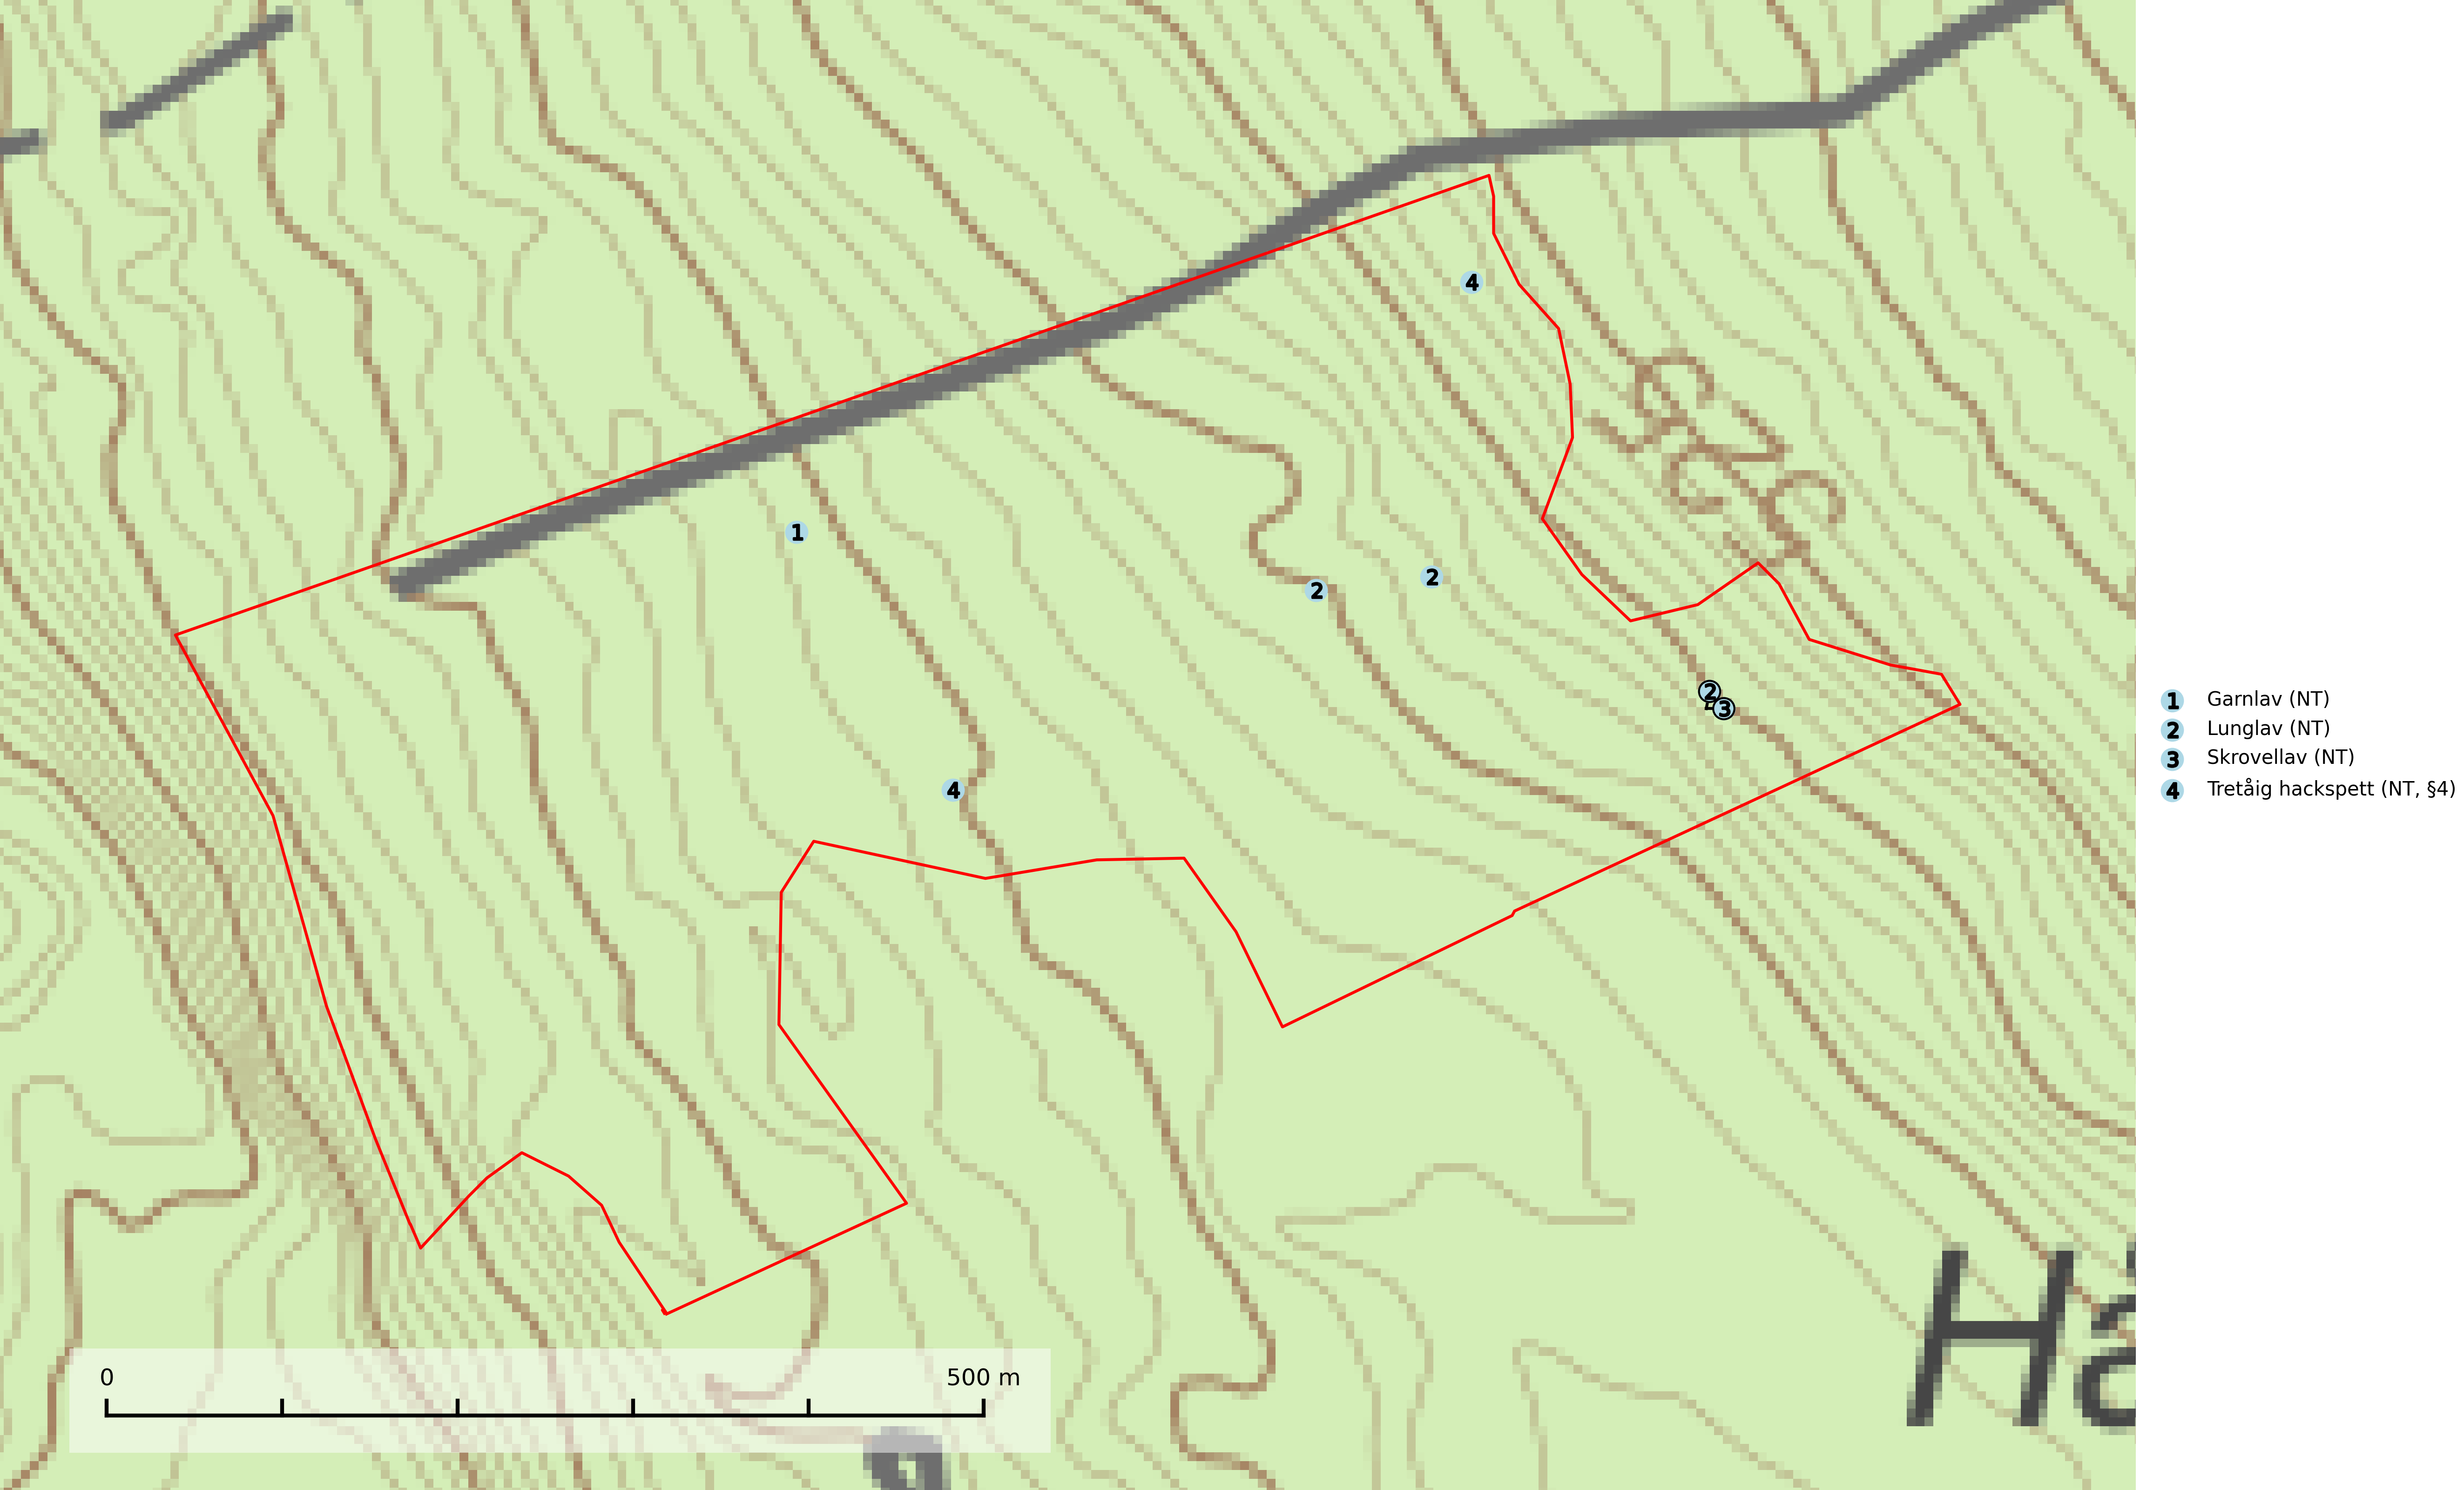 4
1
2
2
2
3
4
1 Garnlav (NT)
2 Lunglav (NT)
3 Skrovellav (NT)
4 Tretåig hackspett (NT, §4)
0 500 m